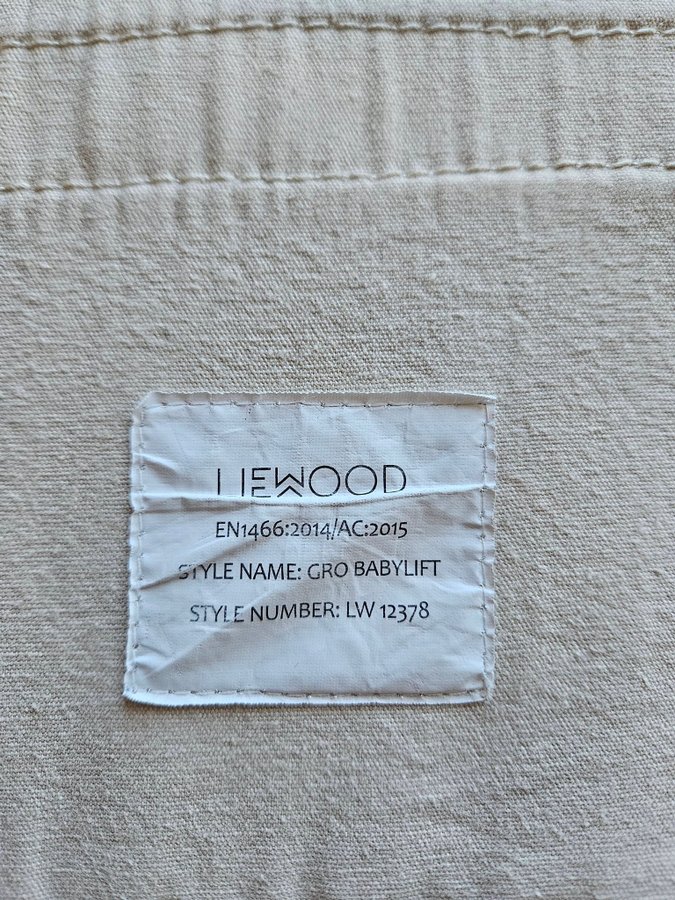 LIEWOOD
EN1466:2014/AC:2015
STYLE NAME: GRO BABYLIFT
STYLE NUMBER: LW 12378